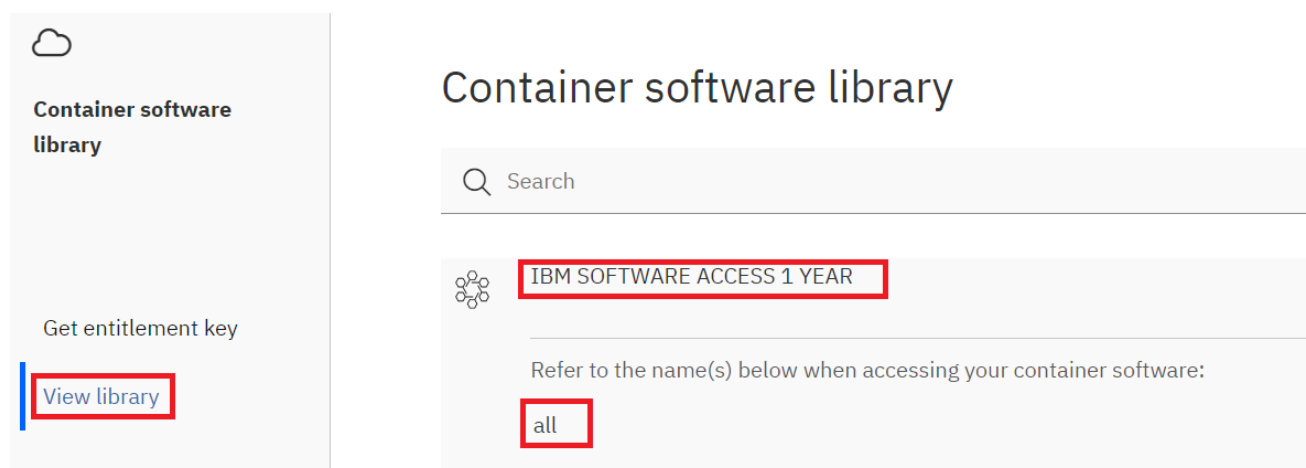 Container software
library
Get entitlement key
View library
Container software library
Search
IBM SOFTWARE ACCESS 1 YEAR
Refer to the name(s) below when accessing your container software:
all